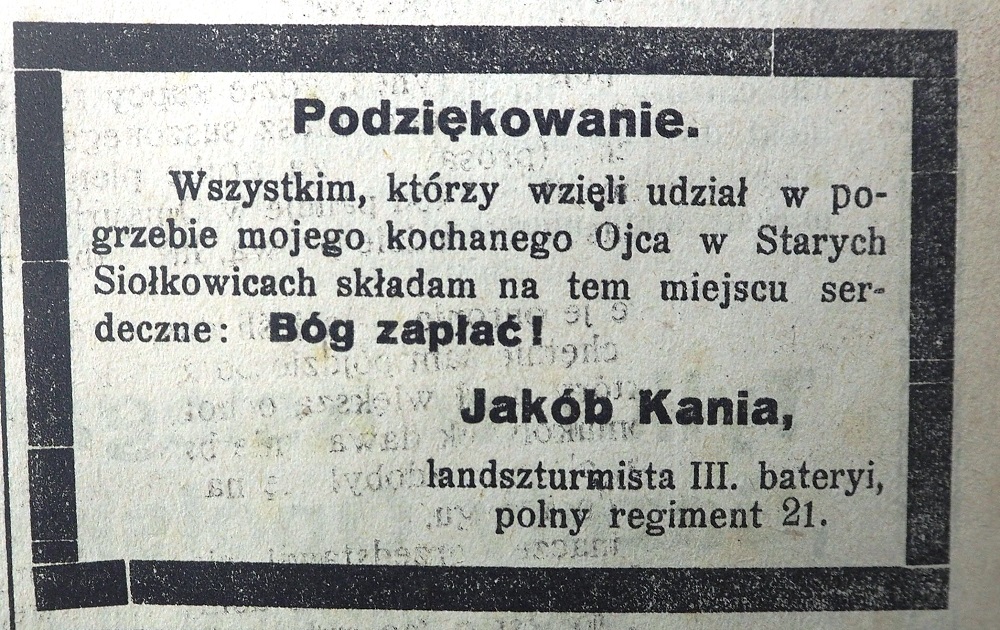 Podziękowanie.
Wszystkim, którzy wzięli udział w po-
grzebie mojego kochanego Ojca w Starych
Siołkowicach składam na tem miejscu ser-
deczne: Bóg zapłać!
Jakób Kania,
landszturmista III. bateryi,
polny regiment 21.